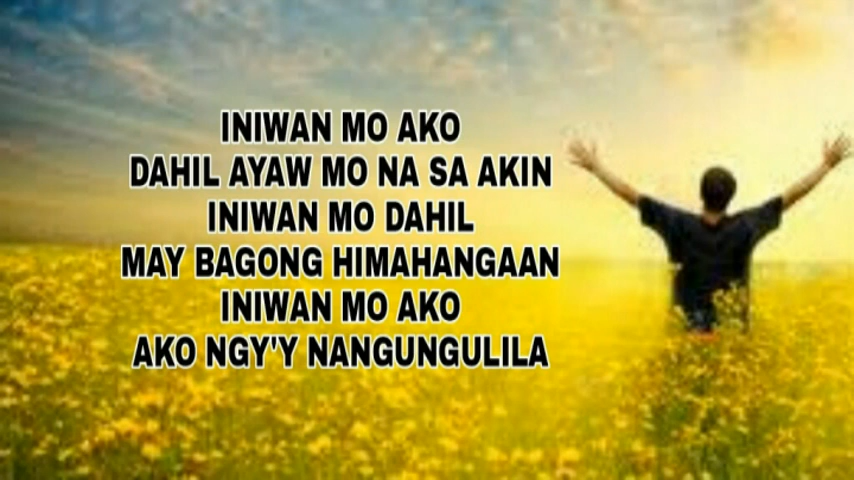 INIWAN MO AKO
DAHIL AYAW MO NA SA AKIN
INIWAN MO DAHIL
MAY BAGONG HIMAHANGAAN
INIWAN MO AKO
AKO NGY'Y NANGUNGULILA